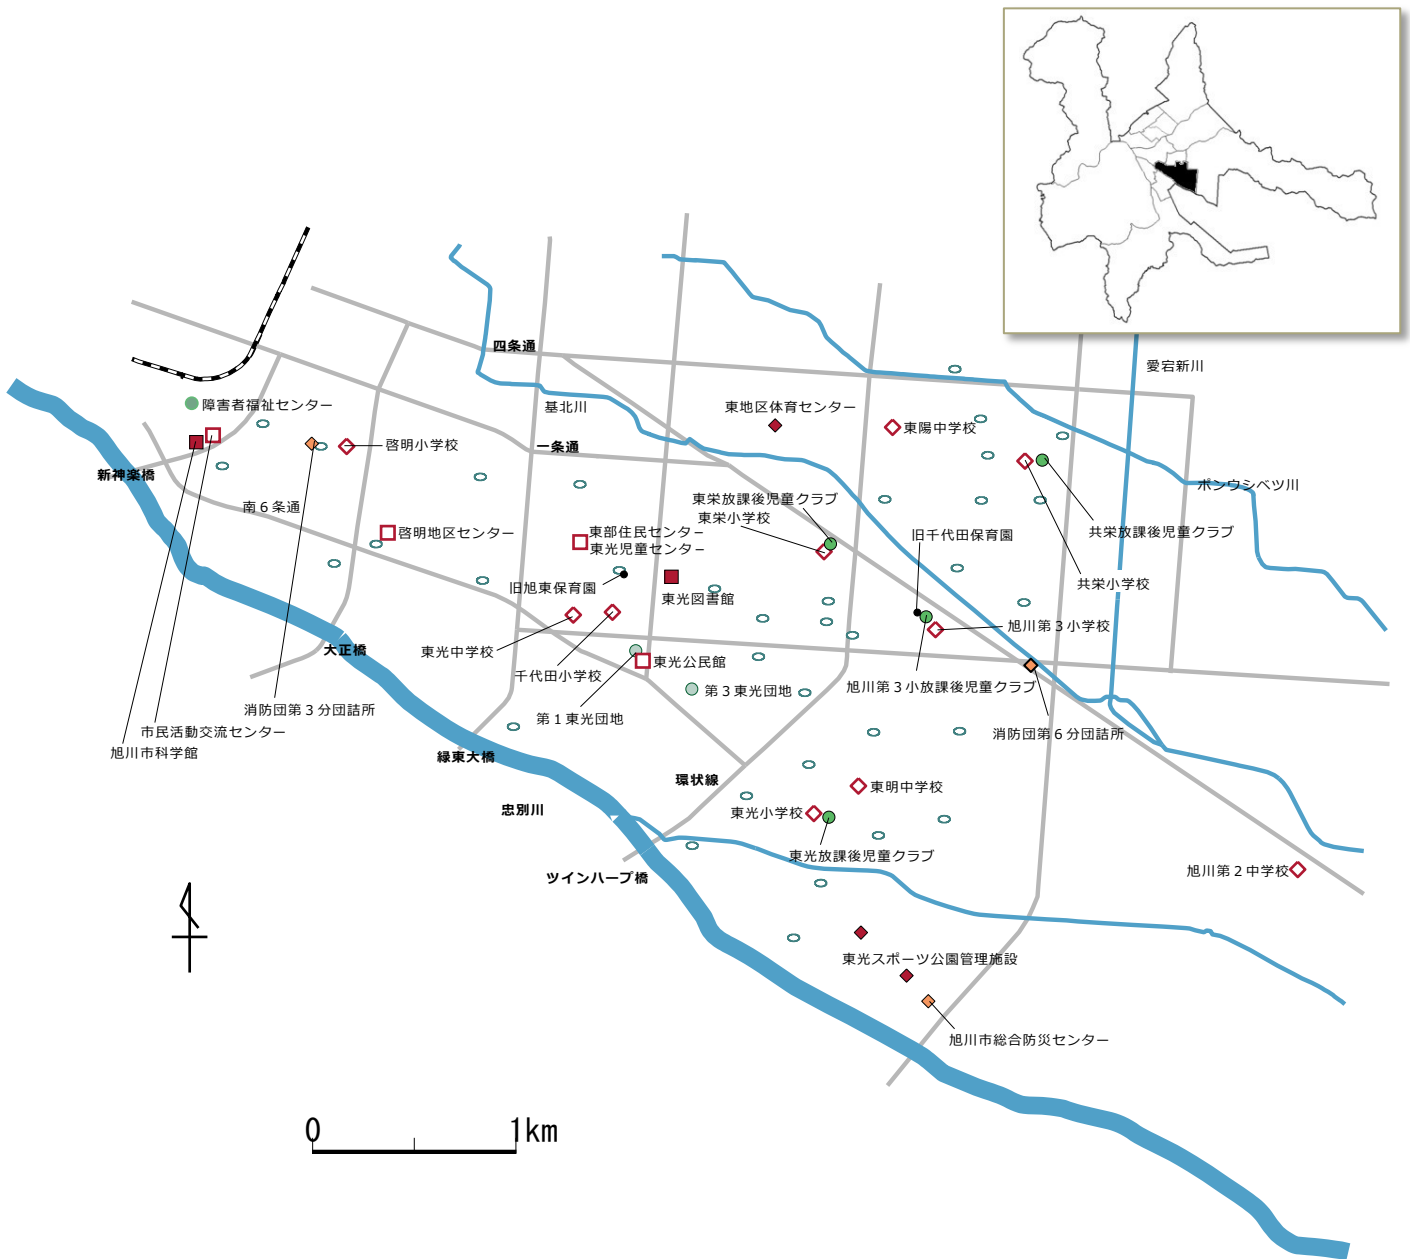 四条通
愛宕新川
障害者福祉センター
基北川
東地区体育センター
東陽中学校
啓明小学校
一条通
新神楽橋
ポンウシベツ川
南６条通
東栄放課後児童クラブ
東栄小学校
啓明地区センター
東部住民センター
東光児童センター
旧千代田保育園
共栄放課後児童クラブ
共栄小学校
旧旭東保育園
東光図書館
旭川第３小学校
大正橋
東光中学校
東光公民館
千代田小学校
第３東光団地
旭川第３小放課後児童クラブ
消防団第３分団詰所
第１東光団地
市民活動交流センター
消防団第６分団詰所
旭川市科学館
緑東大橋
環状線
東明中学校
忠別川
東光小学校
東光放課後児童クラブ
ツインハープ橋
旭川第２中学校
東光スポーツ公園管理施設
旭川市総合防災センター
0 1km